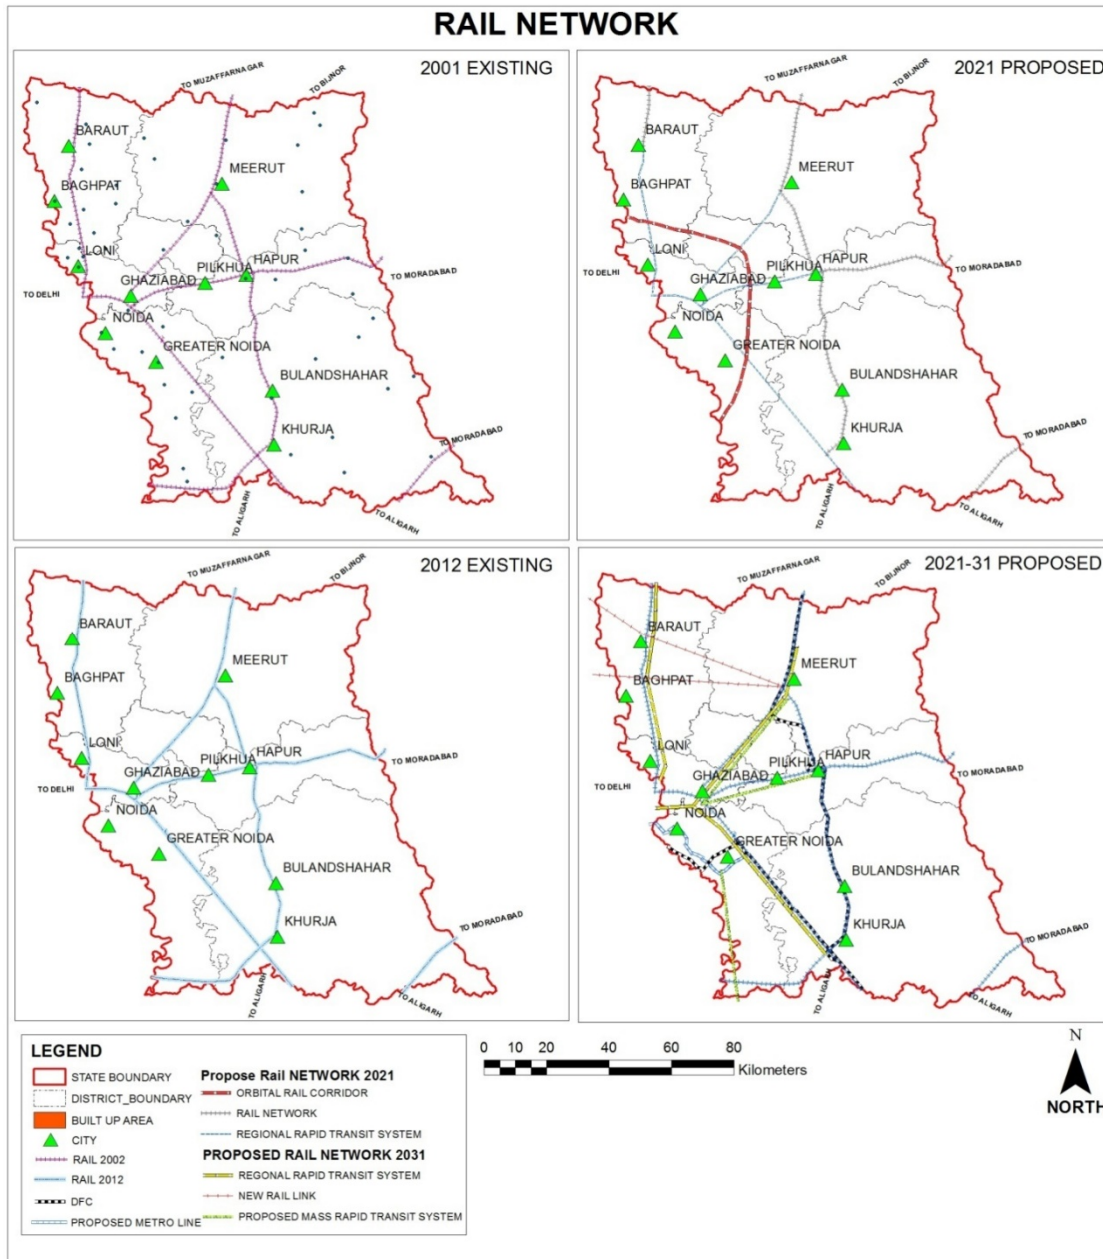 RAIL NETWORK
2001 EXISTING
TO MUZAFFARNAGAR
TO BIJNOR
BARAUT
MEERUT
BAGHPAT
LONI
HAPUR
PILKHUA
GHAZIABAD
TO MORADABAD
TO DELHI
NOIDA
GREATER NOIDA
BULANDSHAHAR
KHURJA
TO MORADABAD
TO ALIGARH
TO ALIGARH
2021 PROPOSED
TO MUZAFFARNAGAR
TO BIJNOR
BARAUT
MEERUT
BAGHPAT
LONI
HAPUR
PILKHUA
GHAZIABAD
TO MORADABAD
TO DELHI
NOIDA
GREATER NOIDA
BULANDSHAHAR
KHURJA
TO MORADABAD
TO ALIGARH
TO ALIGARH
2012 EXISTING
TO MUZAFFARNAGAR
TO BIJNOR
BARAUT
MEERUT
BAGHPAT
LONI
HAPUR
PILKHUA
GHAZIABAD
TO MORADABAD
TO DELHI
NOIDA
GREATER NOIDA
BULANDSHAHAR
KHURJA
TO MORADABAD
TO ALIGARH
TO ALIGARH
2021-31 PROPOSED
TO MUZAFFARNAGAR
TO BIJNOR
BARAUT
MEERUT
BAGHPAT
LONI
HAPUR
PILKHUA
GHAZIABAD
TO MORADABAD
TO DELHI
NOIDA
GREATER NOIDA
BULANDSHAHAR
KHURJA
TO MORADABAD
TO ALIGARH
TO ALIGARH
LEGEND
STATE BOUNDARY
DISTRICT_BOUNDARY
BUILT UP AREA
CITY
RAIL 2002
RAIL 2012
DFC
PROPOSED METRO LINE
Propose Rail NETWORK 2021
ORBITAL RAIL CORRIDOR
RAIL NETWORK
REGIONAL RAPID TRANSIT SYSTEM
PROPOSED RAIL NETWORK 2031
REGONAL RAPID TRANSIT SYSTEM
NEW RAIL LINK
PROPOSED MASS RAPID TRANSIT SYSTEM
0 10 20 40 60 80
Kilometers
N
NORTH